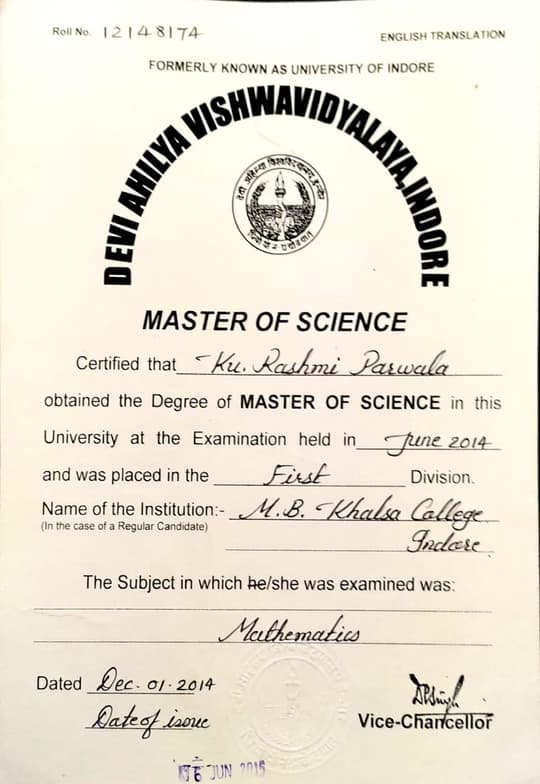 Roll No. 12148174
ENGLISH TRANSLATION
FORMERLY KNOWN AS UNIVERSITY OF INDORE
DEVI AHILYA VISHWAVIDYALAYA, INDORE
MASTER OF SCIENCE
Certified that Ku. Rashmi Parwala
obtained the Degree of MASTER OF SCIENCE in this
University at the Examination held in June 2014
and was placed in the First Division.
Name of the Institution:- M.B. Khalsa College
(In the case of a Regular Candidate)
Indore
The Subject in which he/she was examined was:
Mathematics
Dated Dec. 01. 2014
Date of issue
Vice-Chancellor
JUN